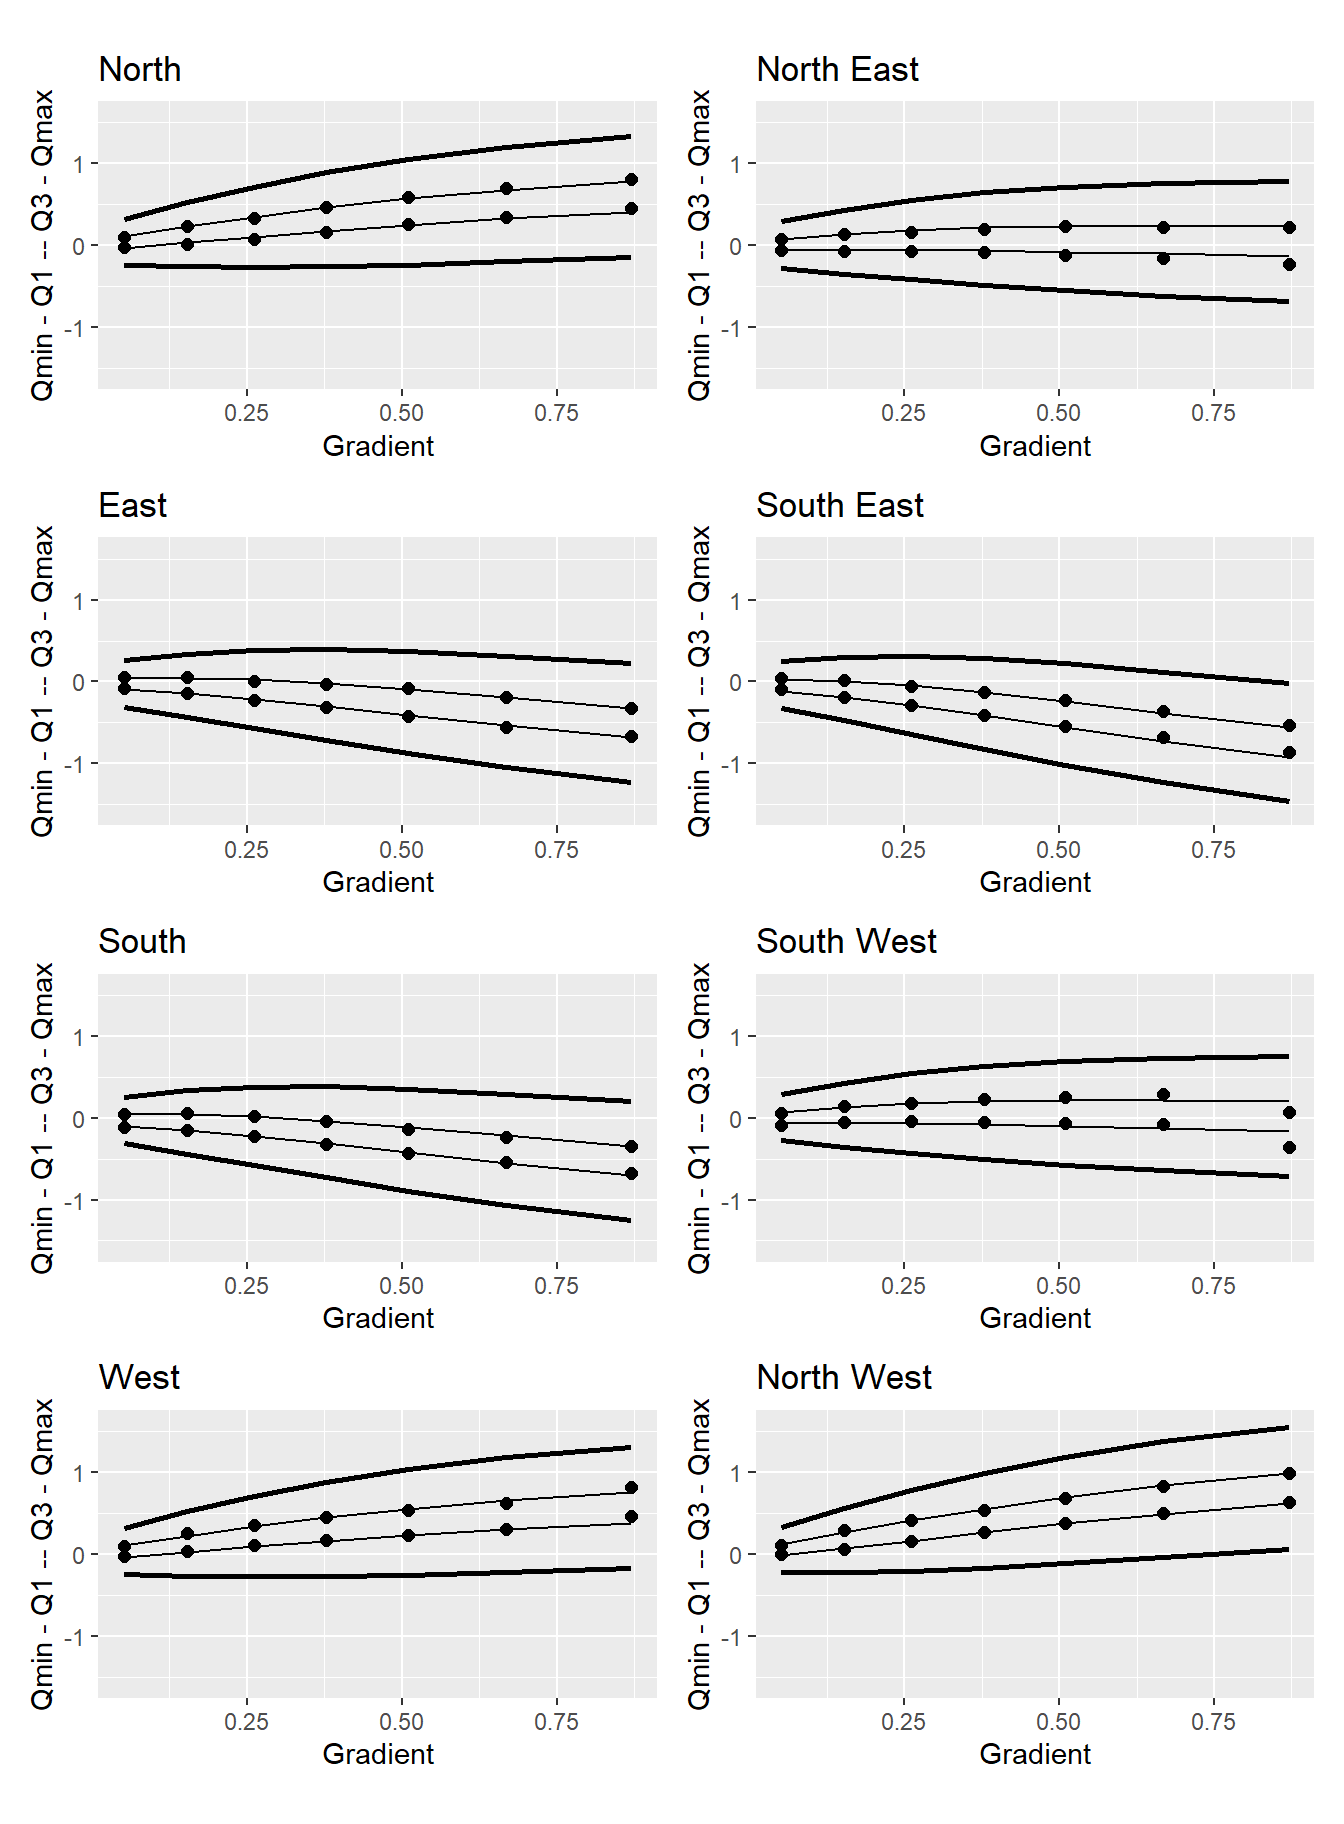 North
Qmin - Q1 -- Q3 - Qmax
1
0
-1
0.25 0.50 0.75
Gradient
North East
Qmin - Q1 -- Q3 - Qmax
1
0
-1
0.25 0.50 0.75
Gradient
East
Qmin - Q1 -- Q3 - Qmax
1
0
-1
0.25 0.50 0.75
Gradient
South East
Qmin - Q1 -- Q3 - Qmax
1
0
-1
0.25 0.50 0.75
Gradient
South
Qmin - Q1 -- Q3 - Qmax
1
0
-1
0.25 0.50 0.75
Gradient
South West
Qmin - Q1 -- Q3 - Qmax
1
0
-1
0.25 0.50 0.75
Gradient
West
Qmin - Q1 -- Q3 - Qmax
1
0
-1
0.25 0.50 0.75
Gradient
North West
Qmin - Q1 -- Q3 - Qmax
1
0
-1
0.25 0.50 0.75
Gradient